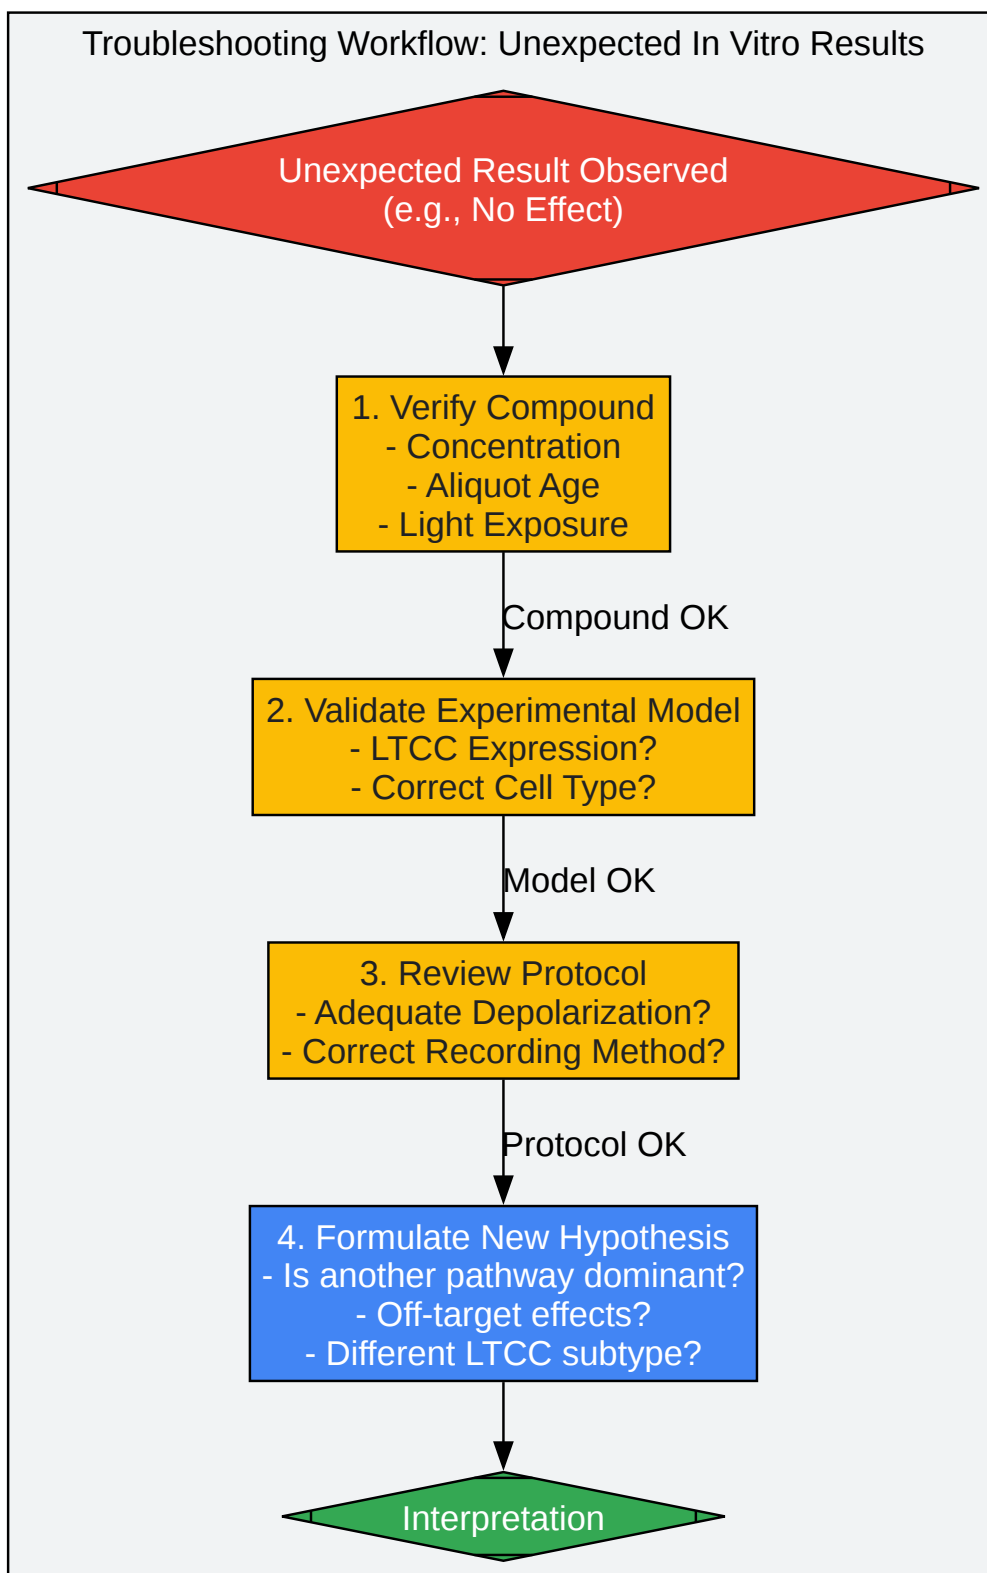 Troubleshooting Workflow: Unexpected In Vitro Results
Unexpected Result Observed
(e.g., No Effect)
1. Verify Compound
- Concentration
- Aliquot Age
- Light Exposure
Compound OK
2. Validate Experimental Model
- LTCC Expression?
- Correct Cell Type?
Model OK
3. Review Protocol
- Adequate Depolarization?
- Correct Recording Method?
Protocol OK
4. Formulate New Hypothesis
- Is another pathway dominant?
- Off-target effects?
- Different LTCC subtype?
Interpretation